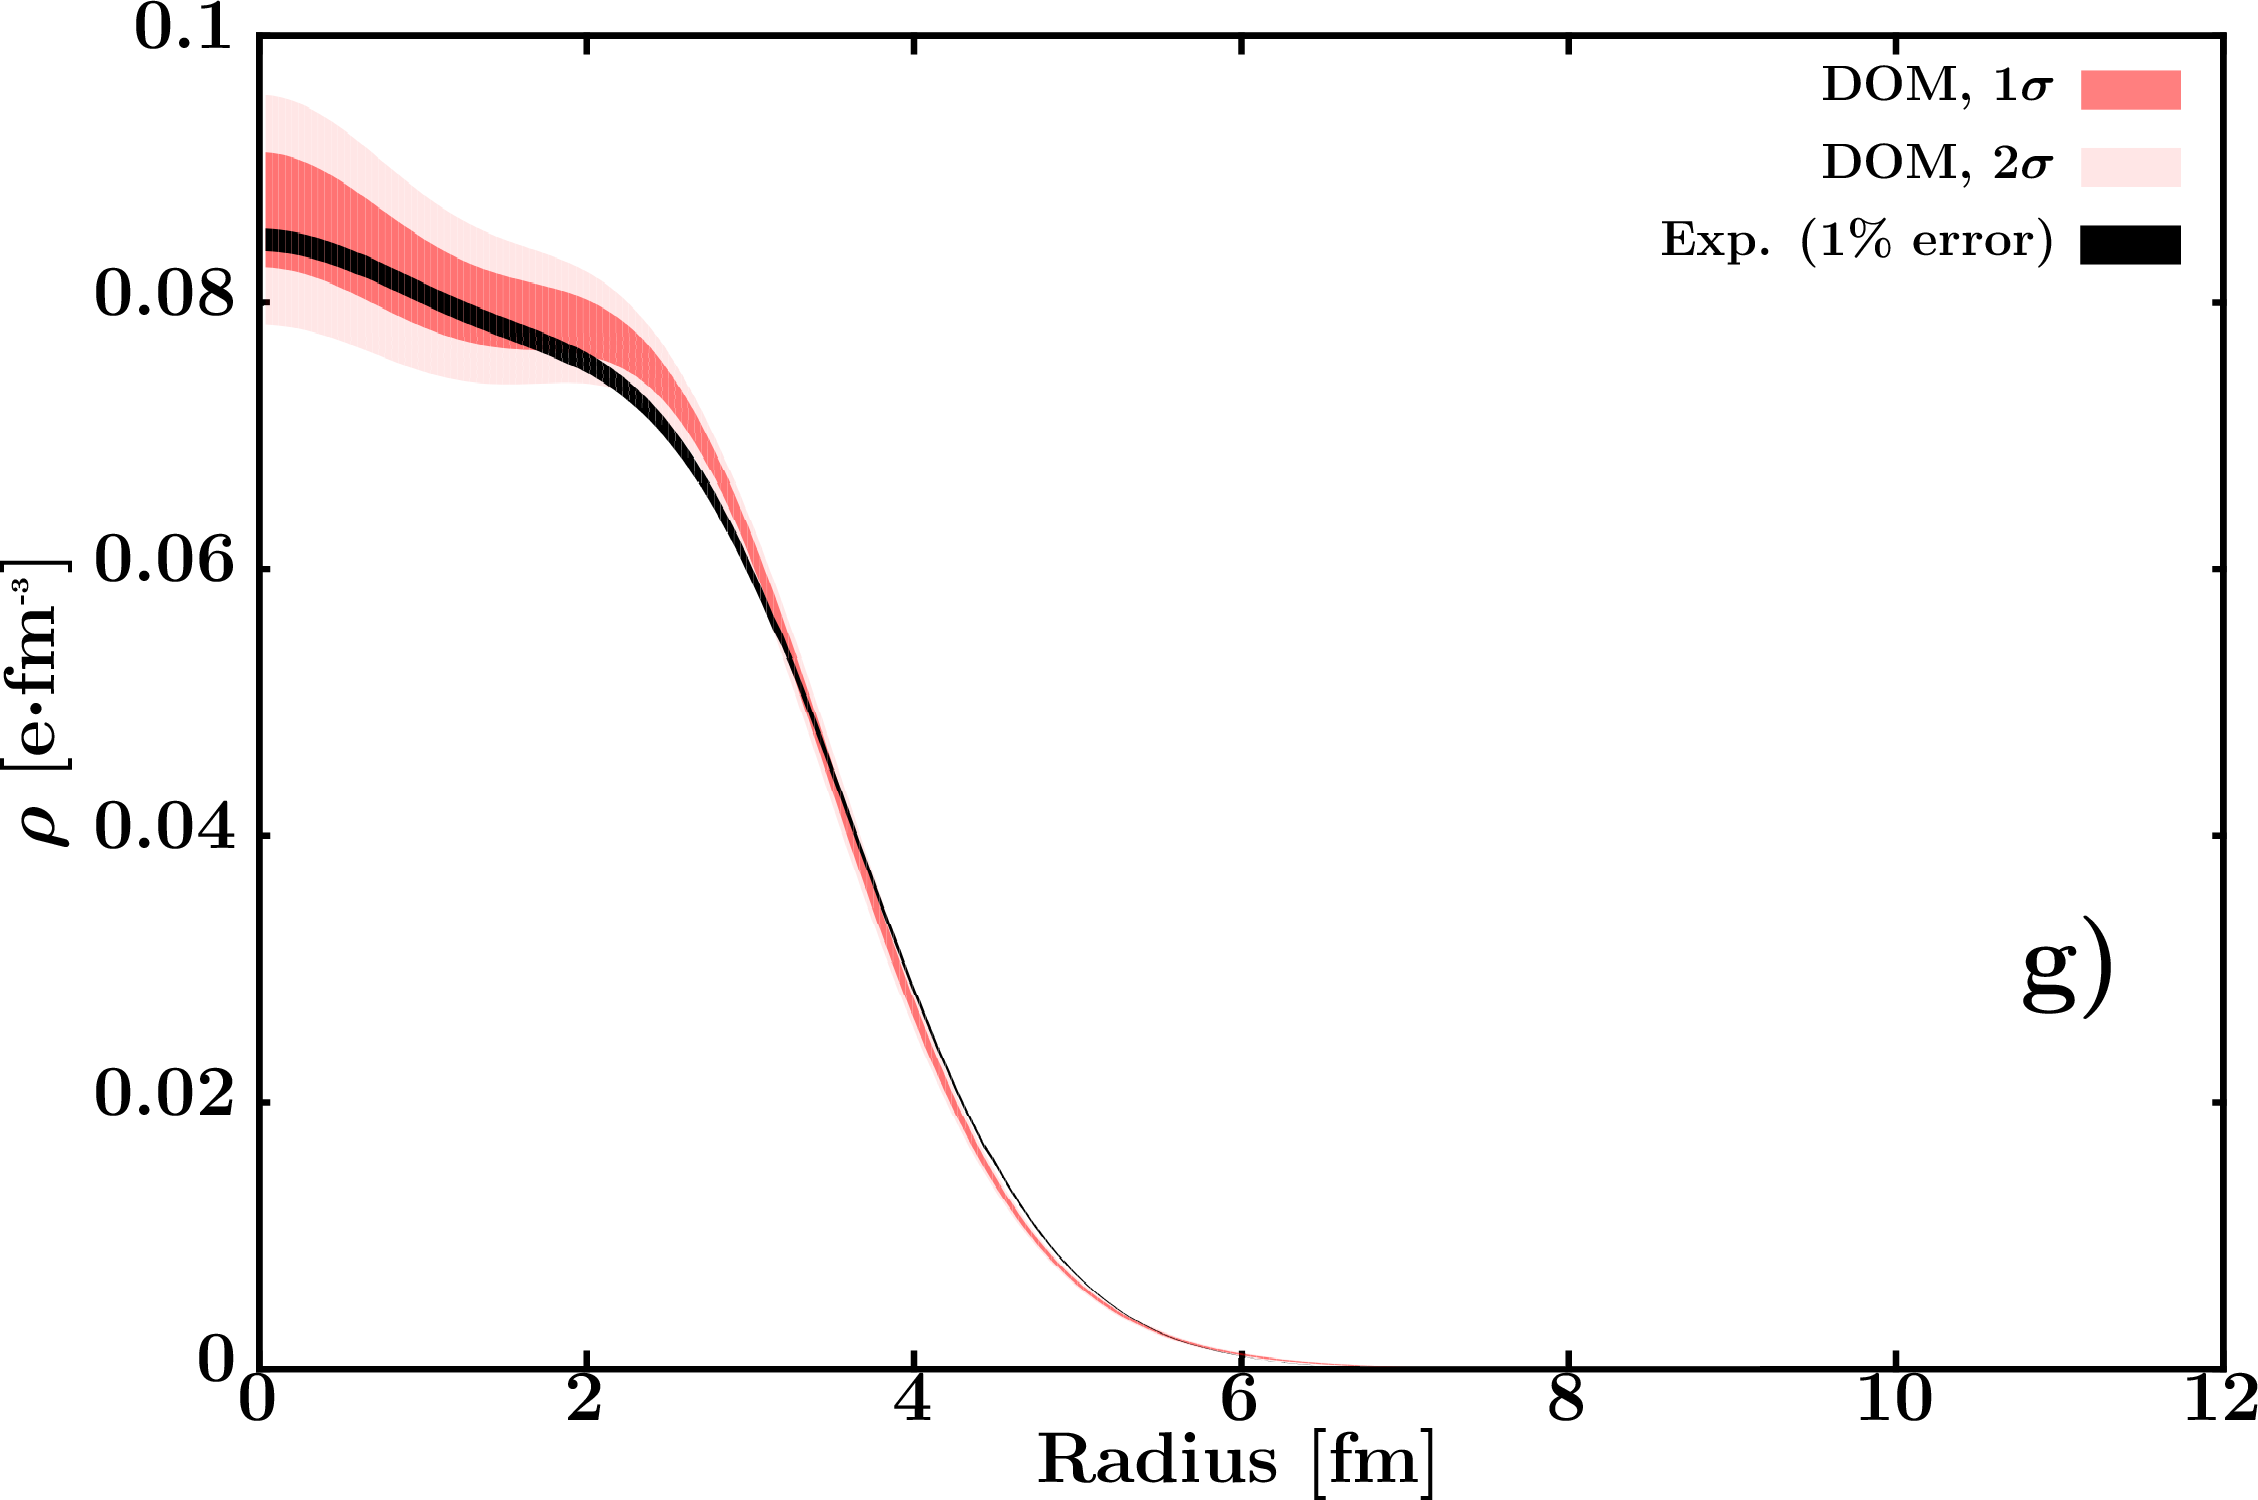 0.1
DOM, 1σ
DOM, 2σ
Exp. (1% error)
0.08
0.06
0.04
0.02
0
ρ [e·fm⁻³]
g)
0 2 4 6 8 10 12
Radius [fm]